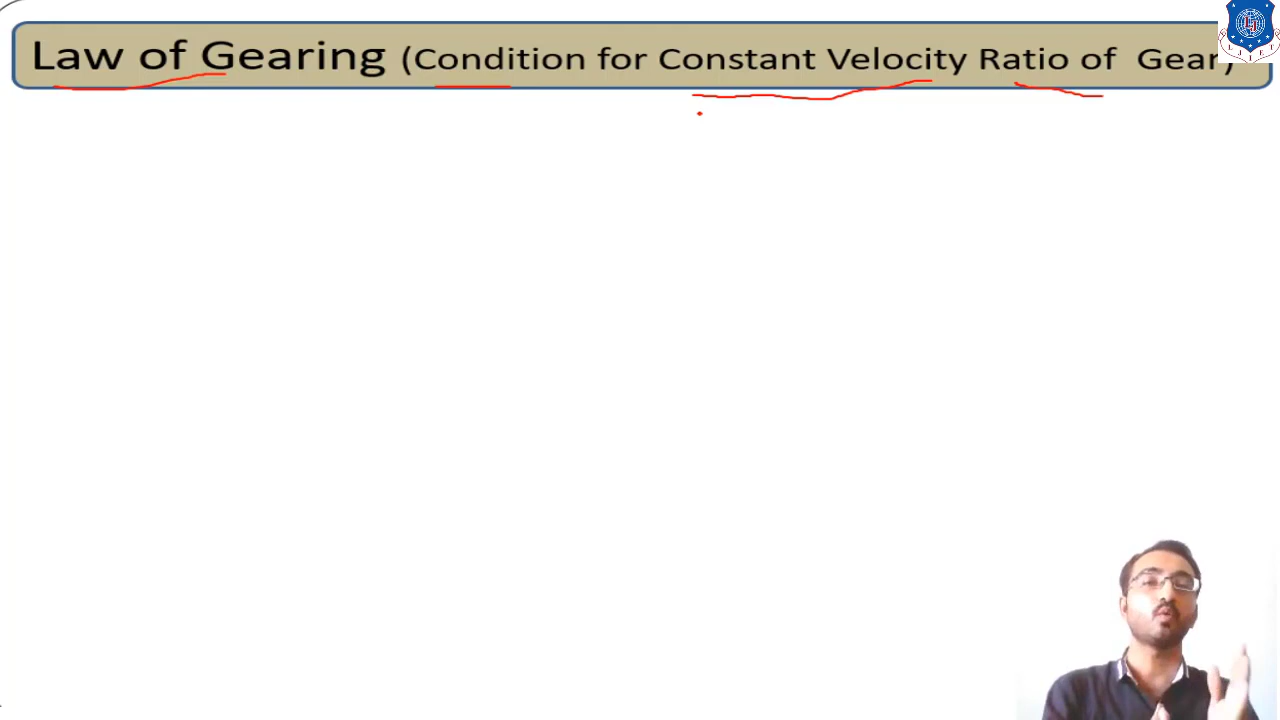 Law of Gearing (Condition for Constant Velocity Ratio of Gear)